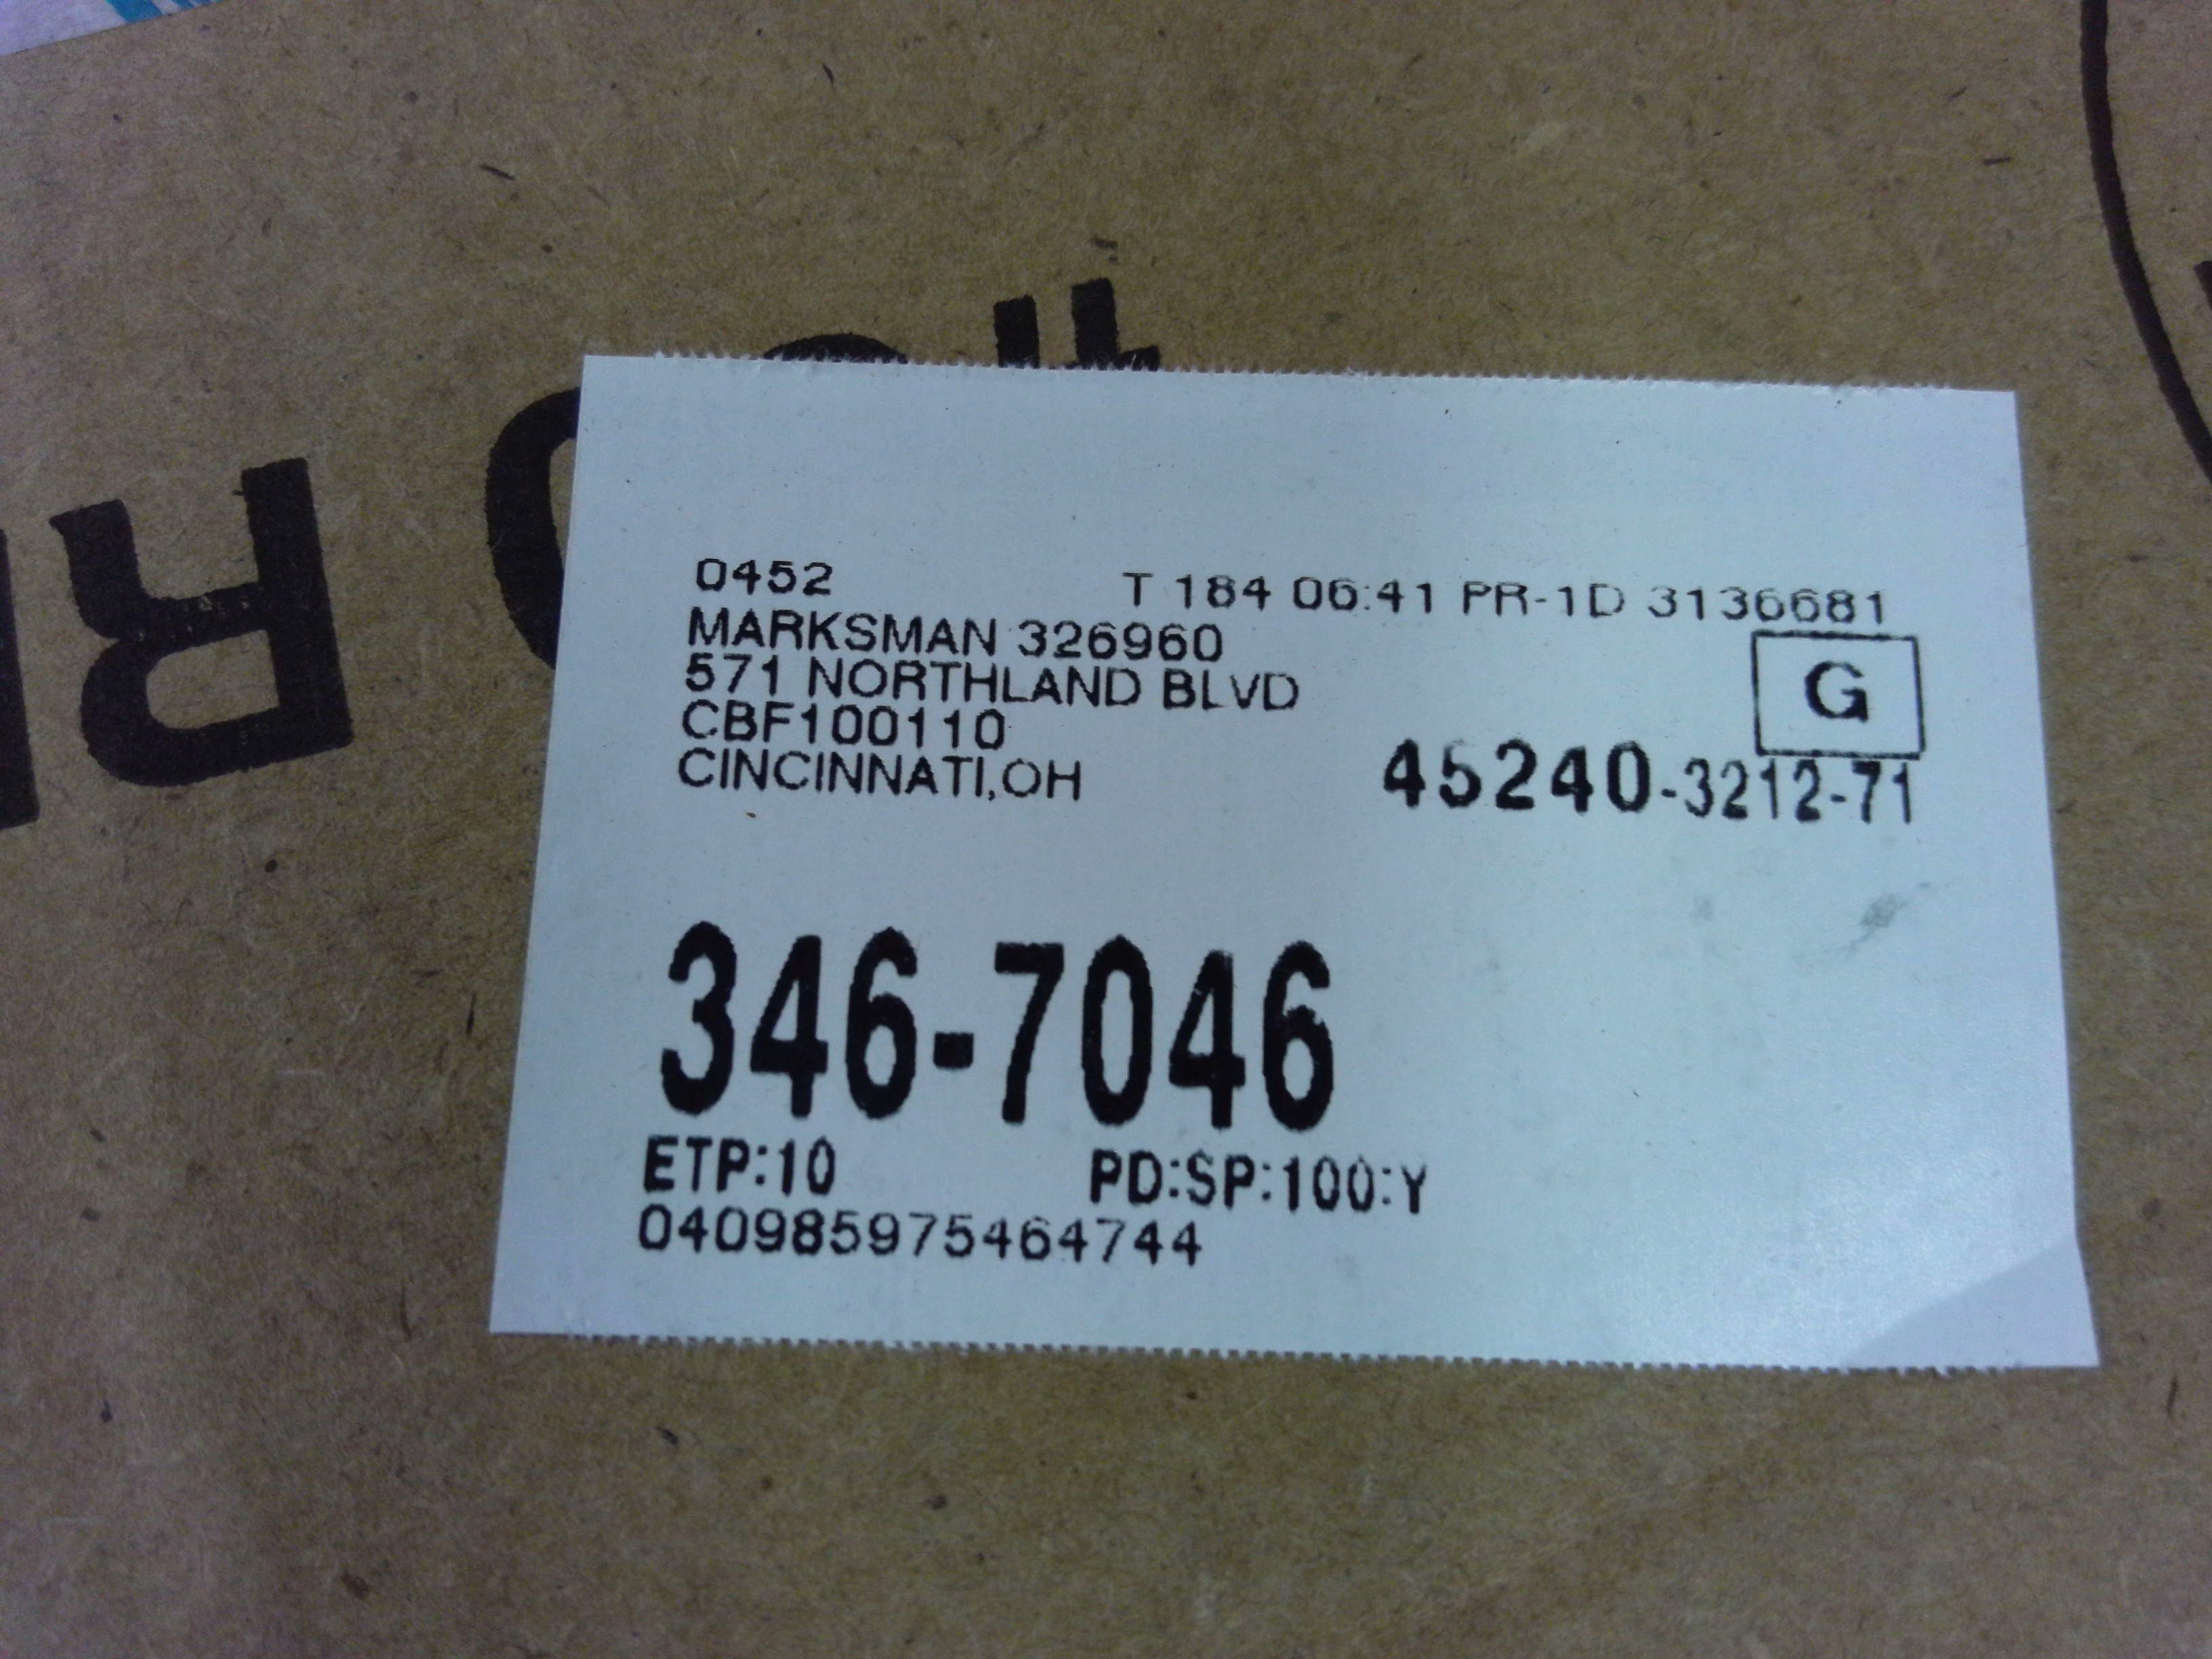 0452 T 184 06:41 PR-1D 3136681
MARKSMAN 326960
571 NORTHLAND BLVD
CBF100110
CINCINNATI,OH
G
45240-3212-71
346-7046
ETP:10 PD:SP:100:Y
040985975464744